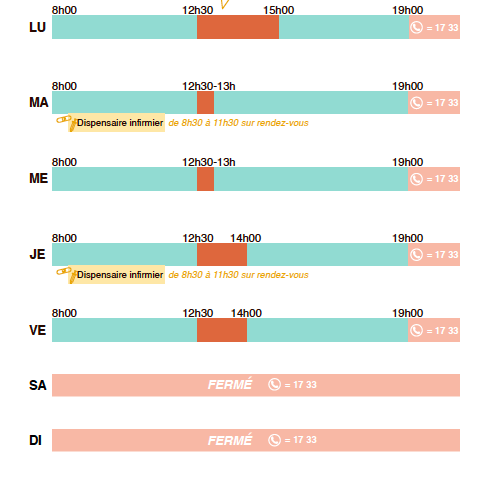 8h00 12h30 15h00 19h00
LU = 17 33
8h00 12h30-13h 19h00
MA = 17 33
Dispensaire infirmier de 8h30 à 11h30 sur rendez-vous
8h00 12h30-13h 19h00
ME = 17 33
8h00 12h30 14h00 19h00
JE = 17 33
Dispensaire infirmier de 8h30 à 11h30 sur rendez-vous
8h00 12h30 14h00 19h00
VE = 17 33
SA FERMÉ = 17 33
DI FERMÉ = 17 33